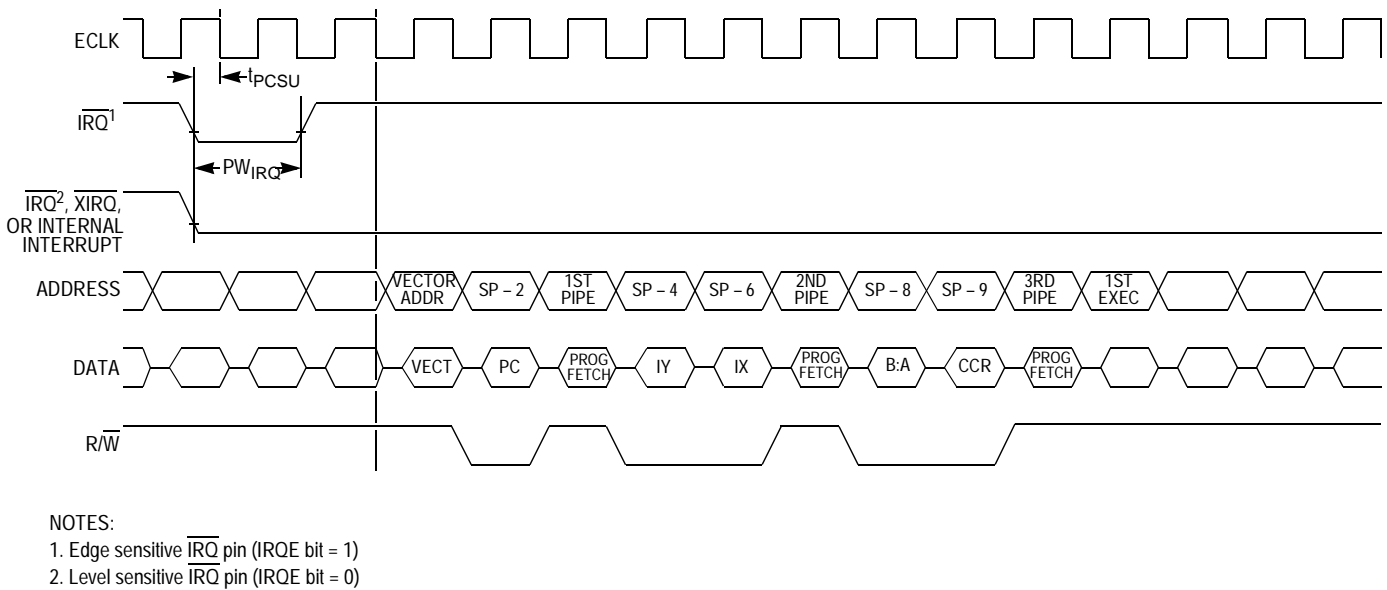 ECLK
tPCSU
IRQ1
PWIRQ
IRQ2, XIRQ,
OR INTERNAL
INTERRUPT
ADDRESS
VECTOR
ADDR
SP – 2
1ST
PIPE
SP – 4
SP – 6
2ND
PIPE
SP – 8
SP – 9
3RD
PIPE
1ST
EXEC
DATA
VECT
PC
PROG
FETCH
IY
IX
PROG
FETCH
B:A
CCR
PROG
FETCH
R/W
NOTES:
1. Edge sensitive IRQ pin (IRQE bit = 1)
2. Level sensitive IRQ pin (IRQE bit = 0)